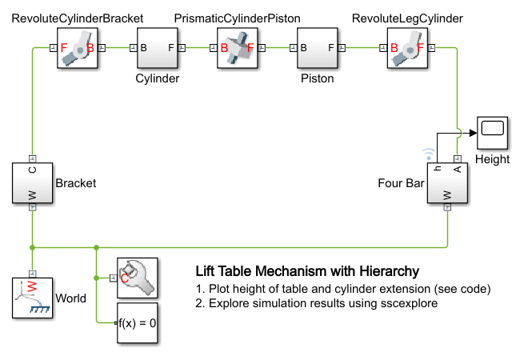 RevoluteCylinderBracket PrismaticCylinderPiston RevoluteLegCylinder
F B B F B F B F B F
Cylinder Piston
Height
C h A
Bracket Four Bar
W W
W C
World
f(x) = 0
Lift Table Mechanism with Hierarchy
1. Plot height of table and cylinder extension (see code)
2. Explore simulation results using sscexplore